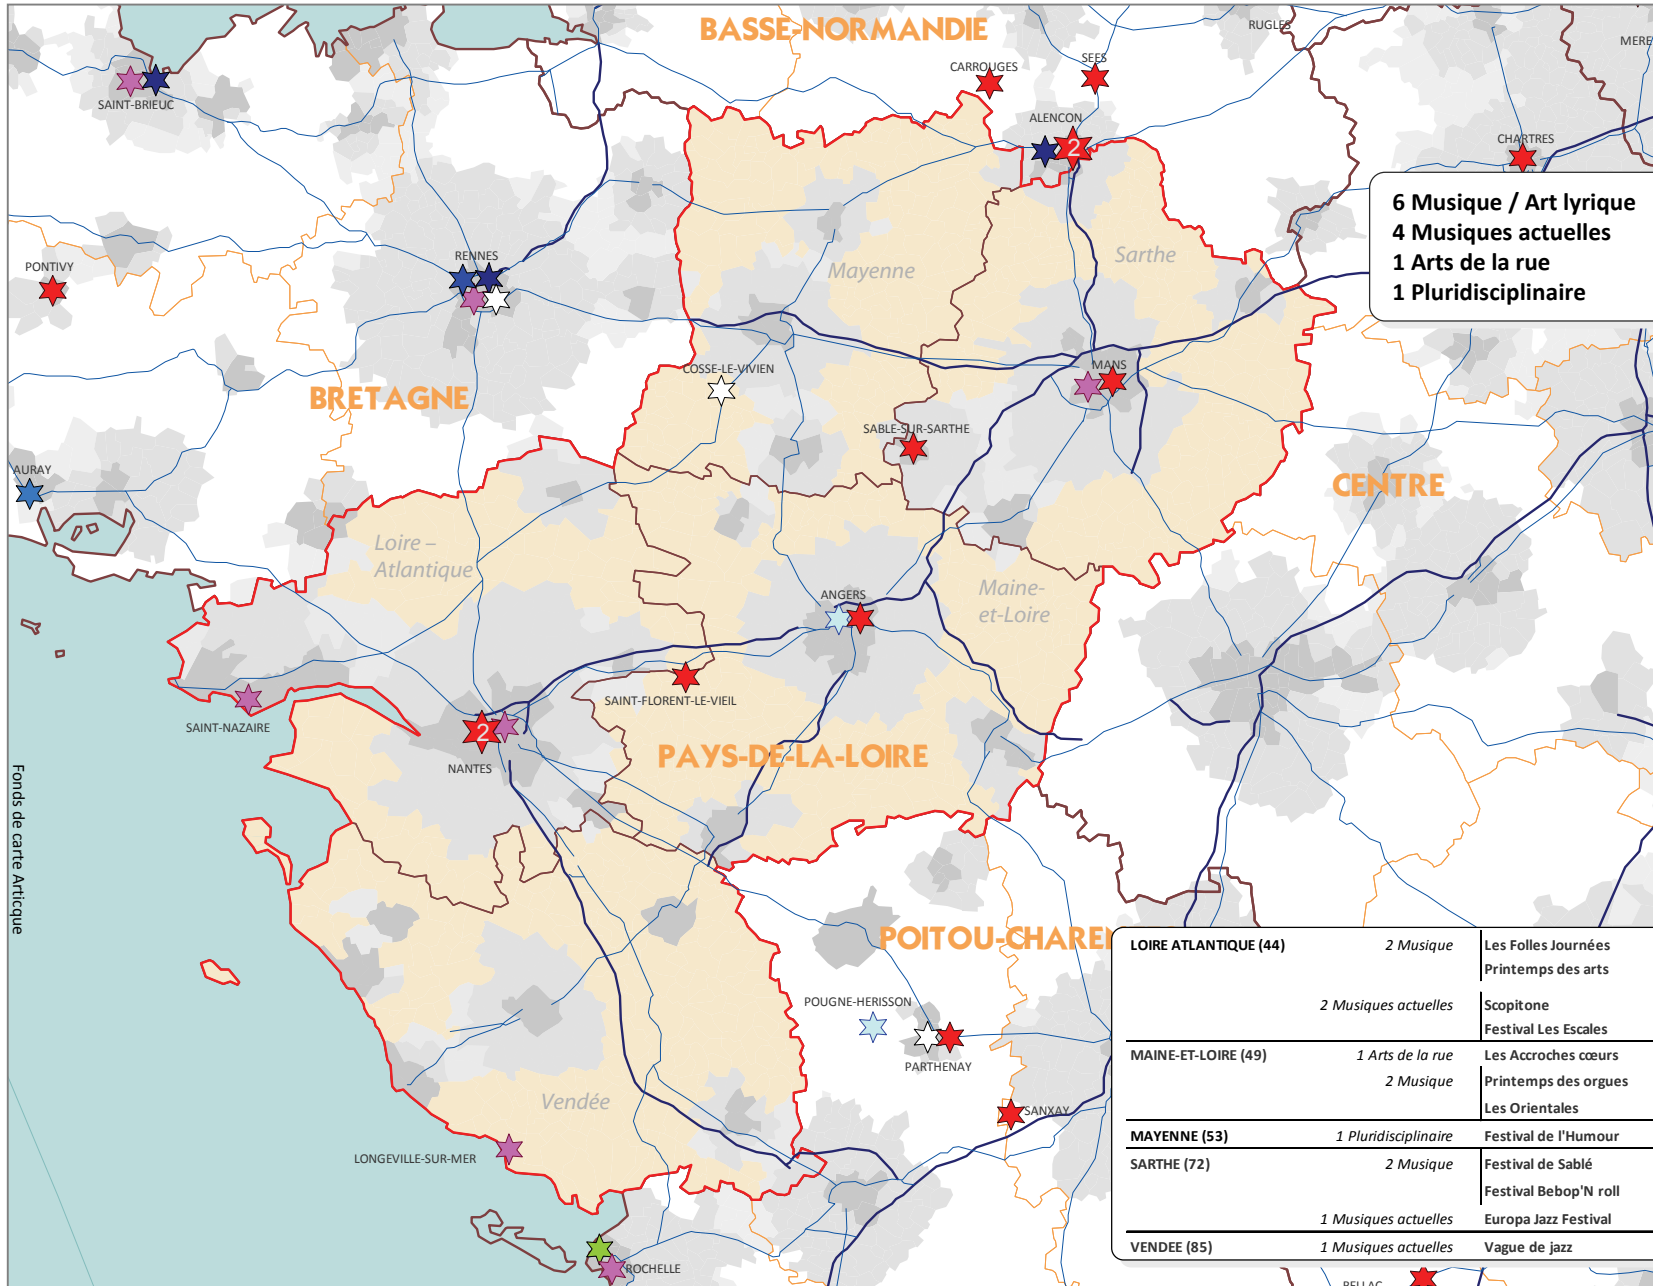 BASSE-NORMANDIE
RUGLES
MERE
CARROUGES
SEES
SAINT-BRIEUC
ALENCON
2
CHARTRES
6 Musique / Art lyrique
4 Musiques actuelles
1 Arts de la rue
1 Pluridisciplinaire
Sarthe
PONTIVY
RENNES
Mayenne
COSSE-LE-VIVIEN
MANS
BRETAGNE
SABLE-SUR-SARTHE
AURAY
CENTRE
Loire –
Atlantique
Maine-
et-Loire
ANGERS
SAINT-FLORENT-LE-VIEIL
SAINT-NAZAIRE
2
NANTES
PAYS-DE-LA-LOIRE
Fonds de carte Articque
POITOU-CHAREN
POUGNE-HERISSON
PARTHENAY
SANXAY
Vendée
LONGEVILLE-SUR-MER
ROCHELLE
BELLAC
LOIRE ATLANTIQUE (44) 2 Musique Les Folles Journées
Printemps des arts
2 Musiques actuelles Scopitone
Festival Les Escales
MAINE-ET-LOIRE (49) 1 Arts de la rue Les Accroches cœurs
2 Musique Printemps des orgues
Les Orientales
MAYENNE (53) 1 Pluridisciplinaire Festival de l'Humour
SARTHE (72) 2 Musique Festival de Sablé
Festival Bebop'N roll
1 Musiques actuelles Europa Jazz Festival
VENDEE (85) 1 Musiques actuelles Vague de jazz